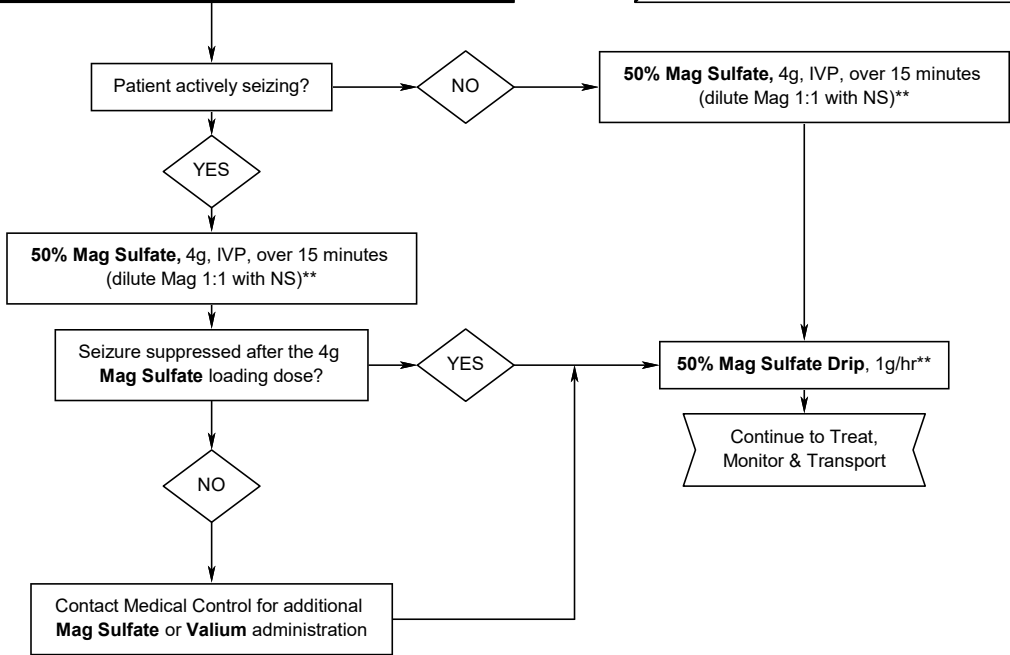 Patient actively seizing?
NO
50% Mag Sulfate, 4g, IVP, over 15 minutes
(dilute Mag 1:1 with NS)**
YES
50% Mag Sulfate, 4g, IVP, over 15 minutes
(dilute Mag 1:1 with NS)**
Seizure suppressed after the 4g
Mag Sulfate loading dose?
YES
50% Mag Sulfate Drip, 1g/hr**
Continue to Treat,
Monitor & Transport
NO
Contact Medical Control for additional
Mag Sulfate or Valium administration